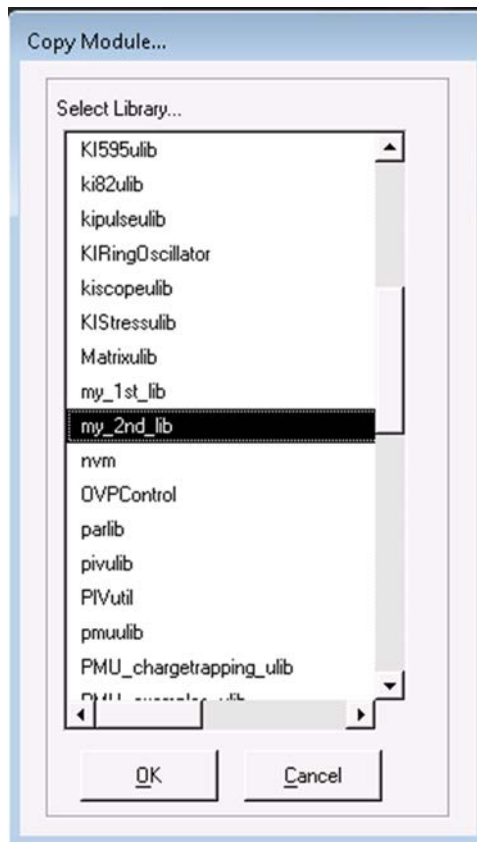 Copy Module...
Select Library...
KI595ulib
ki82ulib
kipulseulib
KIRingOscillator
kiscopeulib
KIStressulib
Matrixulib
my_1st_lib
my_2nd_lib
nvm
OVPControl
parlib
pivulib
PIVutil
pmuulib
PMU_chargetrapping_ulib
OK
Cancel